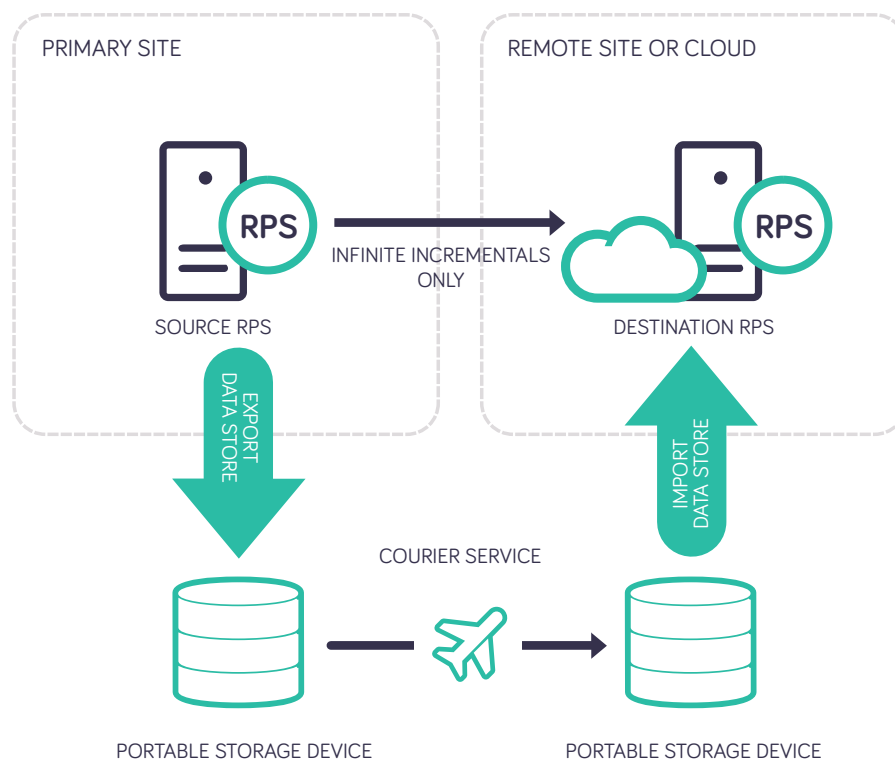 PRIMARY SITE
REMOTE SITE OR CLOUD
RPS
RPS
INFINITE INCREMENTALS
ONLY
SOURCE RPS
DESTINATION RPS
EXPORT
DATA STORE
IMPORT
DATA STORE
COURIER SERVICE
PORTABLE STORAGE DEVICE
PORTABLE STORAGE DEVICE